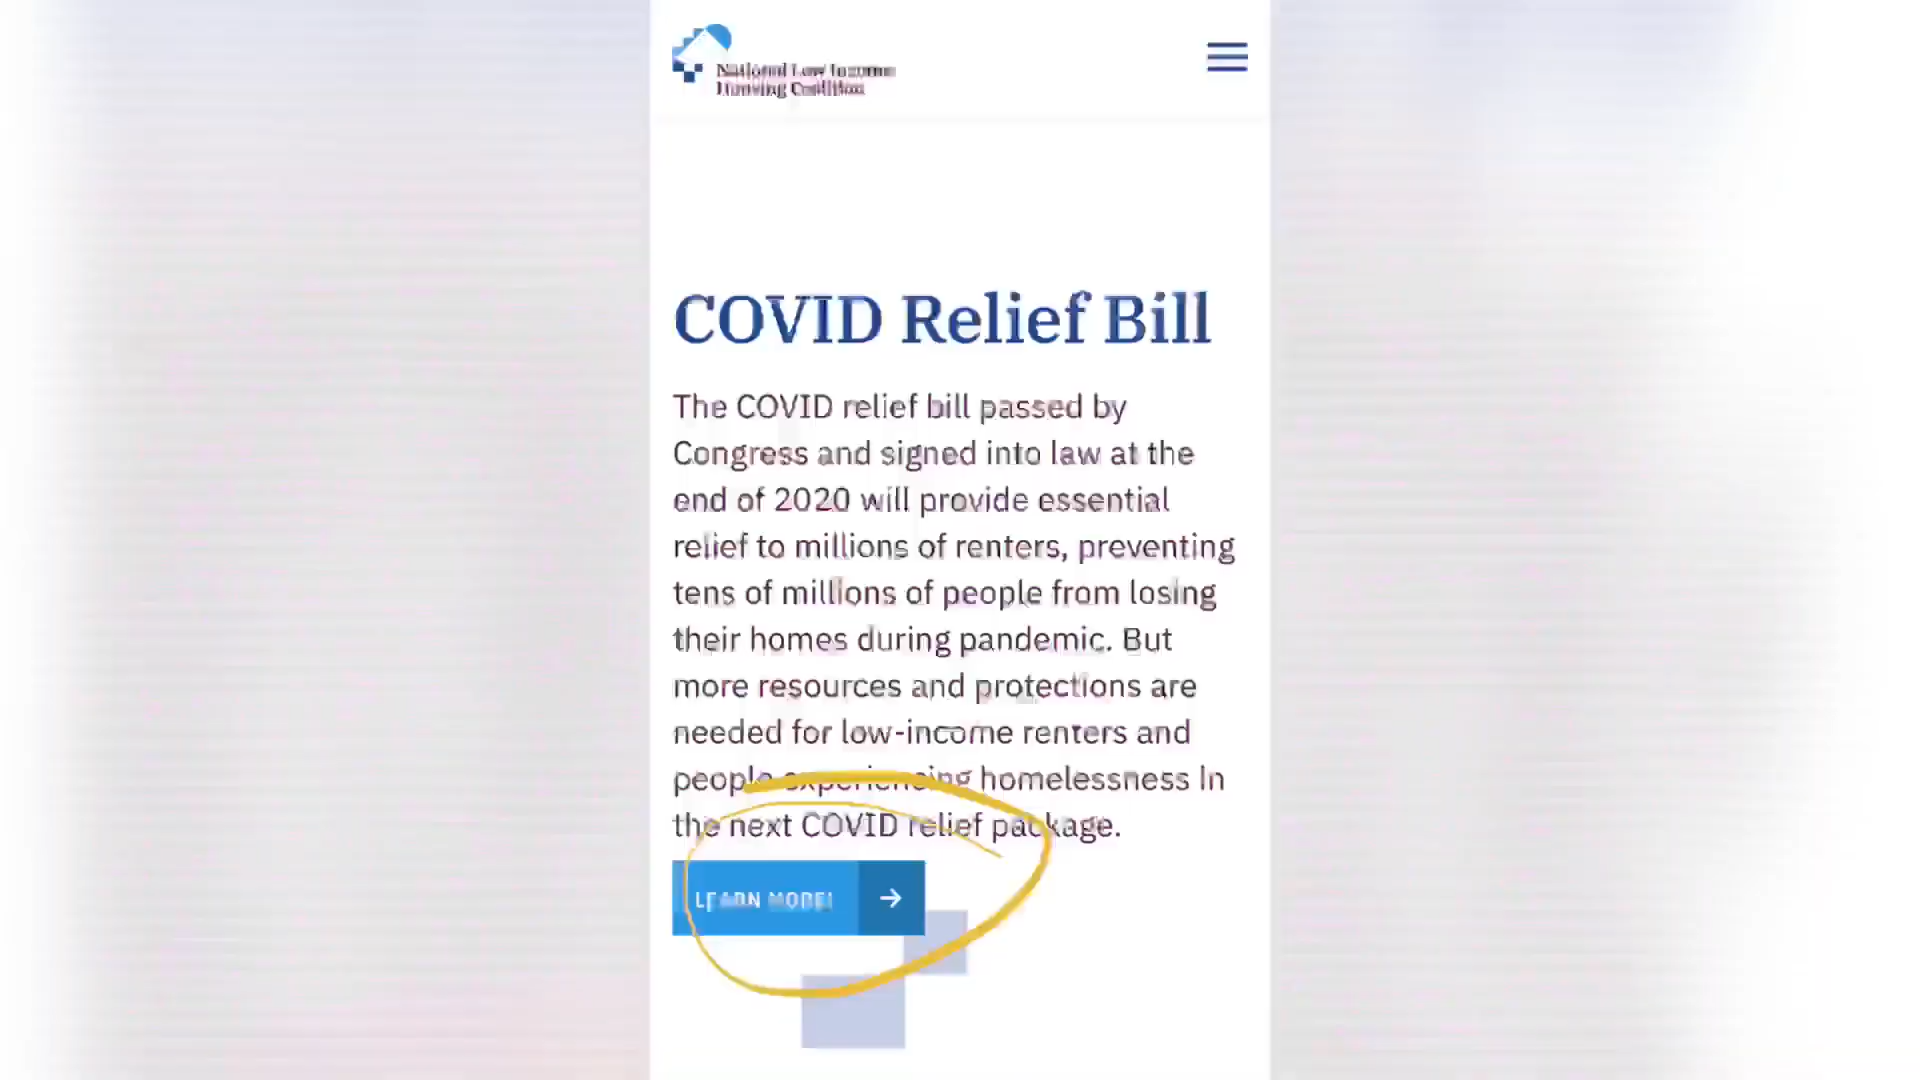 National Low Income
Housing Coalition
COVID Relief Bill
The COVID relief bill passed by
Congress and signed into law at the
end of 2020 will provide essential
relief to millions of renters, preventing
tens of millions of people from losing
their homes during pandemic. But
more resources and protections are
needed for low-income renters and
people experiencing homelessness in
the next COVID relief package.
LEARN MORE!